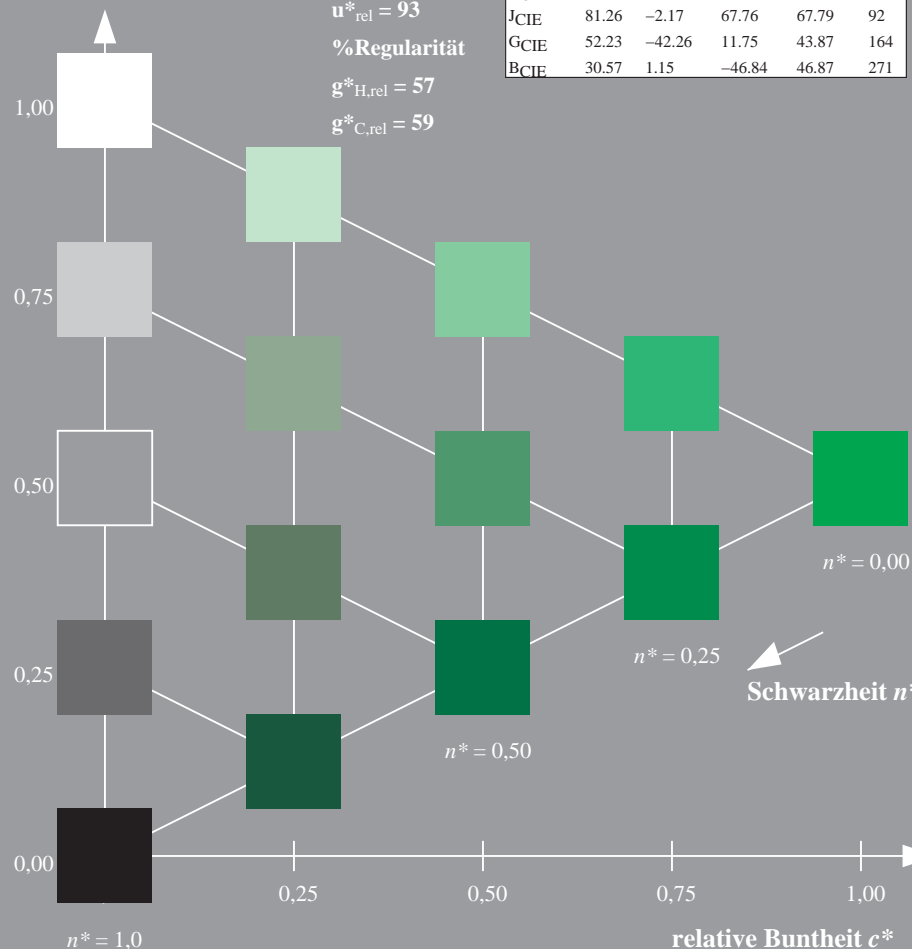 u*rel = 93
%Regularität
g*H,rel = 57
g*C,rel = 59
JCIE 81.26 −2.17 67.76 67.79 92
GCIE 52.23 −42.26 11.75 43.87 164
BCIE 30.57 1.15 −46.84 46.87 271
1,00
0,75
0,50
n* = 0,00
n* = 0,25
0,25
Schwarzheit n*
n* = 0,50
0,00
0,25 0,50 0,75 1,00
n* = 1,0
relative Buntheit c*